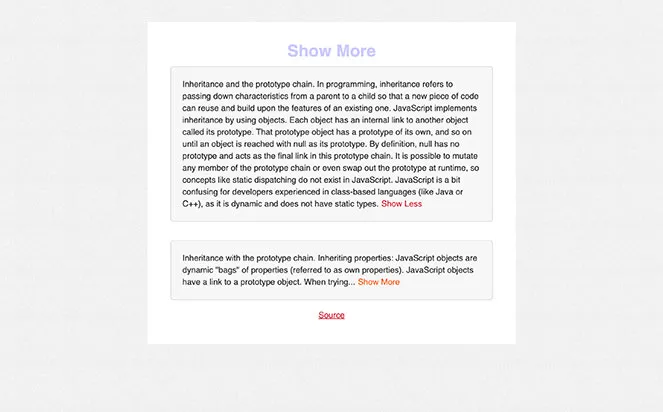 Show More
Inheritance and the prototype chain. In programming, inheritance refers to
passing down characteristics from a parent to a child so that a new piece of code
can reuse and build upon the features of an existing one. JavaScript implements
inheritance by using objects. Each object has an internal link to another object
called its prototype. That prototype object has a prototype of its own, and so on
until an object is reached with null as its prototype. By definition, null has no
prototype and acts as the final link in this prototype chain. It is possible to mutate
any member of the prototype chain or even swap out the prototype at runtime, so
concepts like static dispatching do not exist in JavaScript. JavaScript is a bit
confusing for developers experienced in class-based languages (like Java or
C++), as it is dynamic and does not have static types. Show Less
Inheritance with the prototype chain. Inheriting properties: JavaScript objects are
dynamic "bags" of properties (referred to as own properties). JavaScript objects
have a link to a prototype object. When trying... Show More
Source